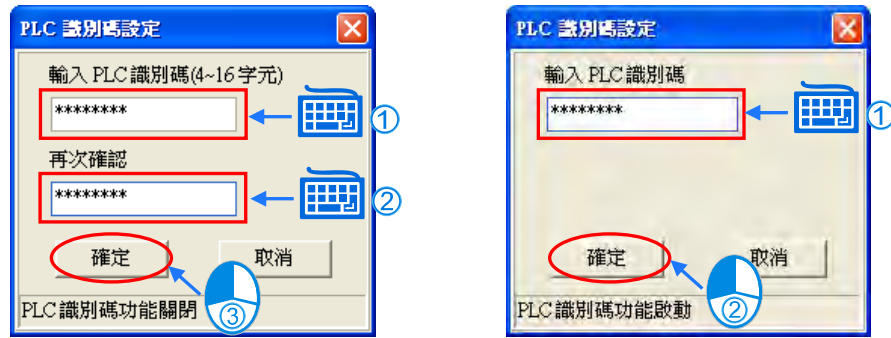 PLC 識別碼設定
輸入 PLC 識別碼(4~16 字元)
********
①
再次確認
********
②
確定
取消
③
PLC 識別碼功能關閉
PLC 識別碼設定
輸入 PLC 識別碼
********
①
確定
取消
②
PLC 識別碼功能啟動